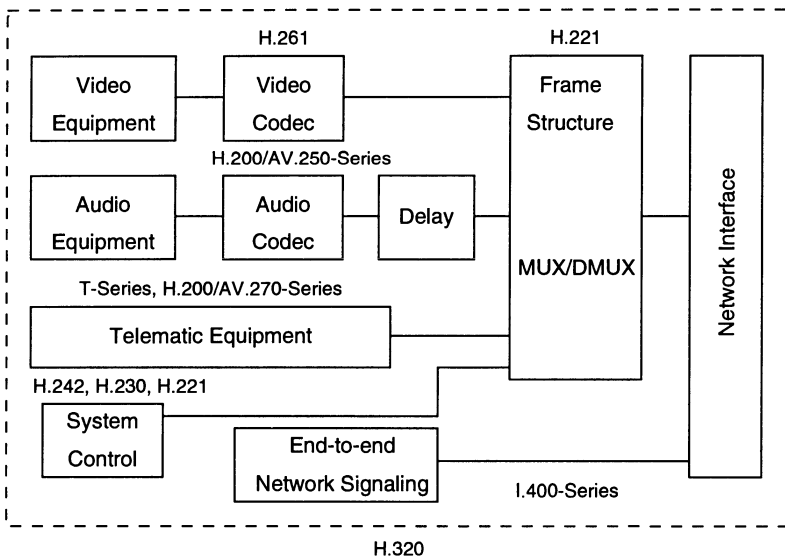 H.261
H.221
Video
Equipment
Video
Codec
Frame
Structure
H.200/AV.250-Series
Audio
Equipment
Audio
Codec
Delay
MUX/DMUX
Network Interface
T-Series, H.200/AV.270-Series
Telematic Equipment
H.242, H.230, H.221
System
Control
End-to-end
Network Signaling
I.400-Series
H.320